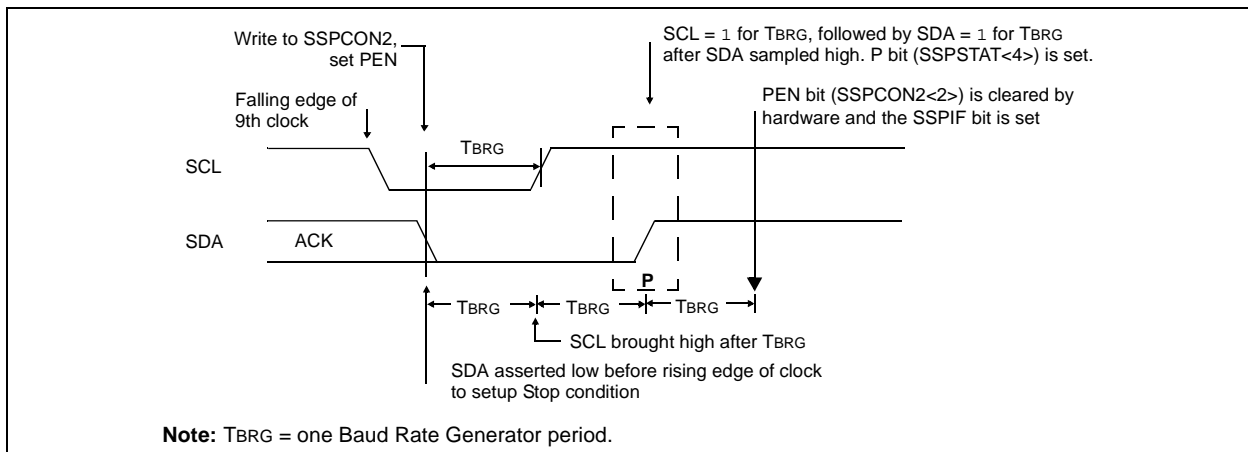 Write to SSPCON2,
set PEN
SCL = 1 for TBRG, followed by SDA = 1 for TBRG
after SDA sampled high. P bit (SSPSTAT<4>) is set.
Falling edge of
9th clock
PEN bit (SSPCON2<2>) is cleared by
hardware and the SSPIF bit is set
TBRG
SCL
SDA
ACK
P
TBRG
TBRG
TBRG
SCL brought high after TBRG
SDA asserted low before rising edge of clock
to setup Stop condition
Note: TBRG = one Baud Rate Generator period.